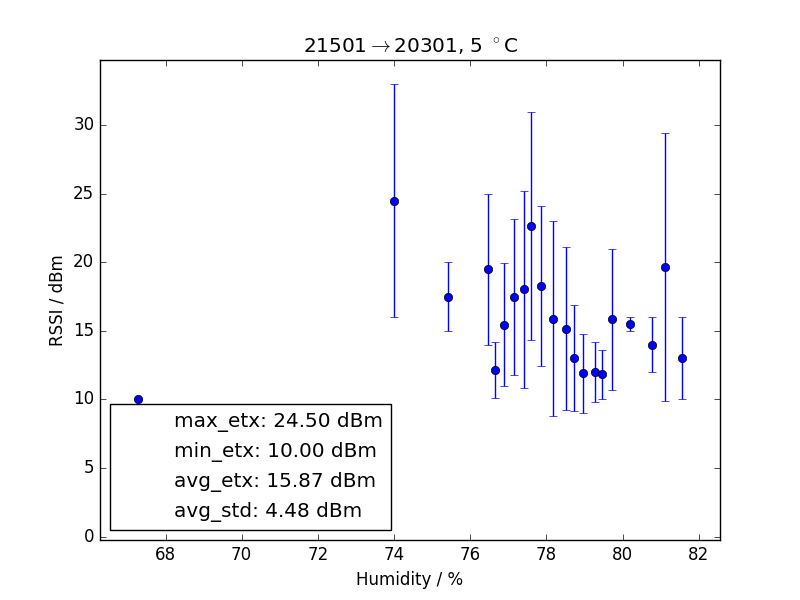 21501→20301, 5 °C
RSSI / dBm
30
25
20
15
10
5
0
max_etx: 24.50 dBm
min_etx: 10.00 dBm
avg_etx: 15.87 dBm
avg_std: 4.48 dBm
68 70 72 74 76 78 80 82
Humidity / %